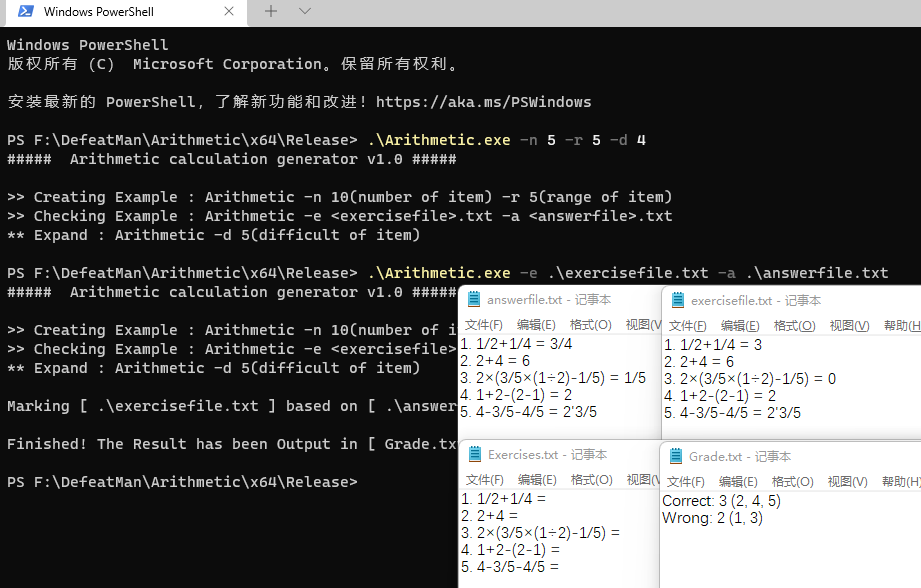 Windows PowerShell
Windows PowerShell
版权所有 (C)  Microsoft Corporation。保留所有权利。
安装最新的 PowerShell，了解新功能和改进！https://aka.ms/PSWindows
PS F:\DefeatMan\Arithmetic\x64\Release> .\Arithmetic.exe -n 5 -r 5 -d 4
#####  Arithmetic calculation generator v1.0 #####
>> Creating Example : Arithmetic -n 10(number of item) -r 5(range of item)
>> Checking Example : Arithmetic -e <exercisefile>.txt -a <answerfile>.txt
** Expand : Arithmetic -d 5(difficult of item)
PS F:\DefeatMan\Arithmetic\x64\Release> .\Arithmetic.exe -e .\exercisefile.txt -a .\answerfile.txt
#####  Arithmetic calculation generator v1.0 #####
>> Creating Example : Arithmetic -n 10(number of i
>> Checking Example : Arithmetic -e <exercisefile>
** Expand : Arithmetic -d 5(difficult of item)
Marking [ .\exercisefile.txt ] based on [ .\answer
Finished! The Result has been Output in [ Grade.tx
PS F:\DefeatMan\Arithmetic\x64\Release>
answerfile.txt - 记事本
文件(F) 编辑(E) 格式(O) 视图(V
1. 1/2+1/4 = 3/4
2. 2+4 = 6
3. 2×(3/5×(1÷2)-1/5) = 1/5
4. 1+2-(2-1) = 2
5. 4-3/5-4/5 = 2'3/5
exercisefile.txt - 记事本
文件(F) 编辑(E) 格式(O) 视图(V) 帮助(H
1. 1/2+1/4 = 3
2. 2+4 = 6
3. 2×(3/5×(1÷2)-1/5) = 0
4. 1+2-(2-1) = 2
5. 4-3/5-4/5 = 2'3/5
Exercises.txt - 记事本
文件(F) 编辑(E) 格式(O) 视图(V
1. 1/2+1/4 =
2. 2+4 =
3. 2×(3/5×(1÷2)-1/5) =
4. 1+2-(2-1) =
5. 4-3/5-4/5 =
Grade.txt - 记事本
文件(F) 编辑(E) 格式(O) 视图(V) 帮助(H)
Correct: 3 (2, 4, 5)
Wrong: 2 (1, 3)